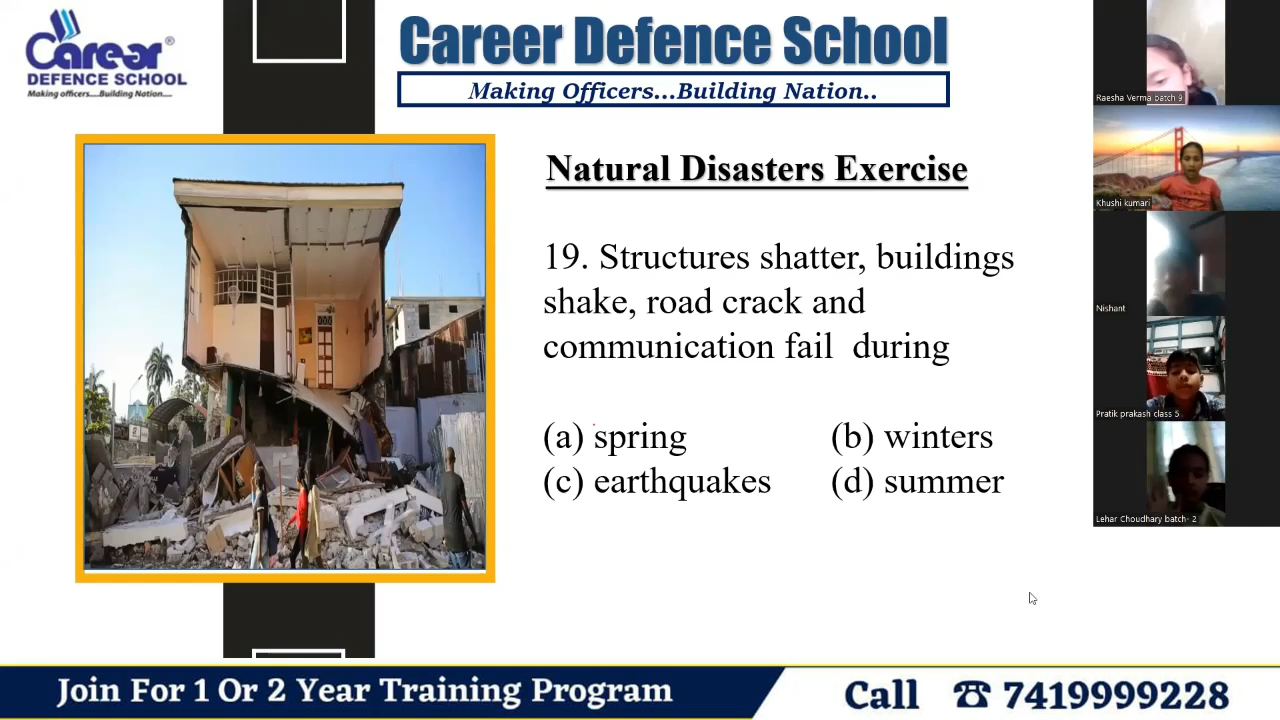 Career®
DEFENCE SCHOOL
Making officers....Building Nation....
Career Defence School
Making Officers...Building Nation..
Natural Disasters Exercise
19. Structures shatter, buildings
shake, road crack and
communication fail during
(a) spring (b) winters
(c) earthquakes (d) summer
Raesha Verma batch 9
Khushi kumari
Nishant
Pratik prakash class 5
Lehar Choudhary batch- 2
Join For 1 Or 2 Year Training Program
Call ☎ 7419999228